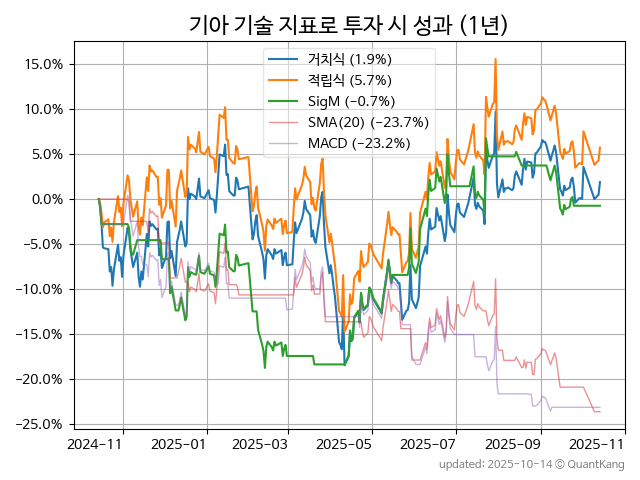 기아 기술 지표로 투자 시 성과 (1년)
거치식 (1.9%)
적립식 (5.7%)
SigM (−0.7%)
SMA(20) (−23.7%)
MACD (−23.2%)
15.0%
10.0%
5.0%
0.0%
−5.0%
−10.0%
−15.0%
−20.0%
−25.0%
2024-11 2025-01 2025-03 2025-05 2025-07 2025-09 2025-11
updated: 2025-10-14 © QuantKang